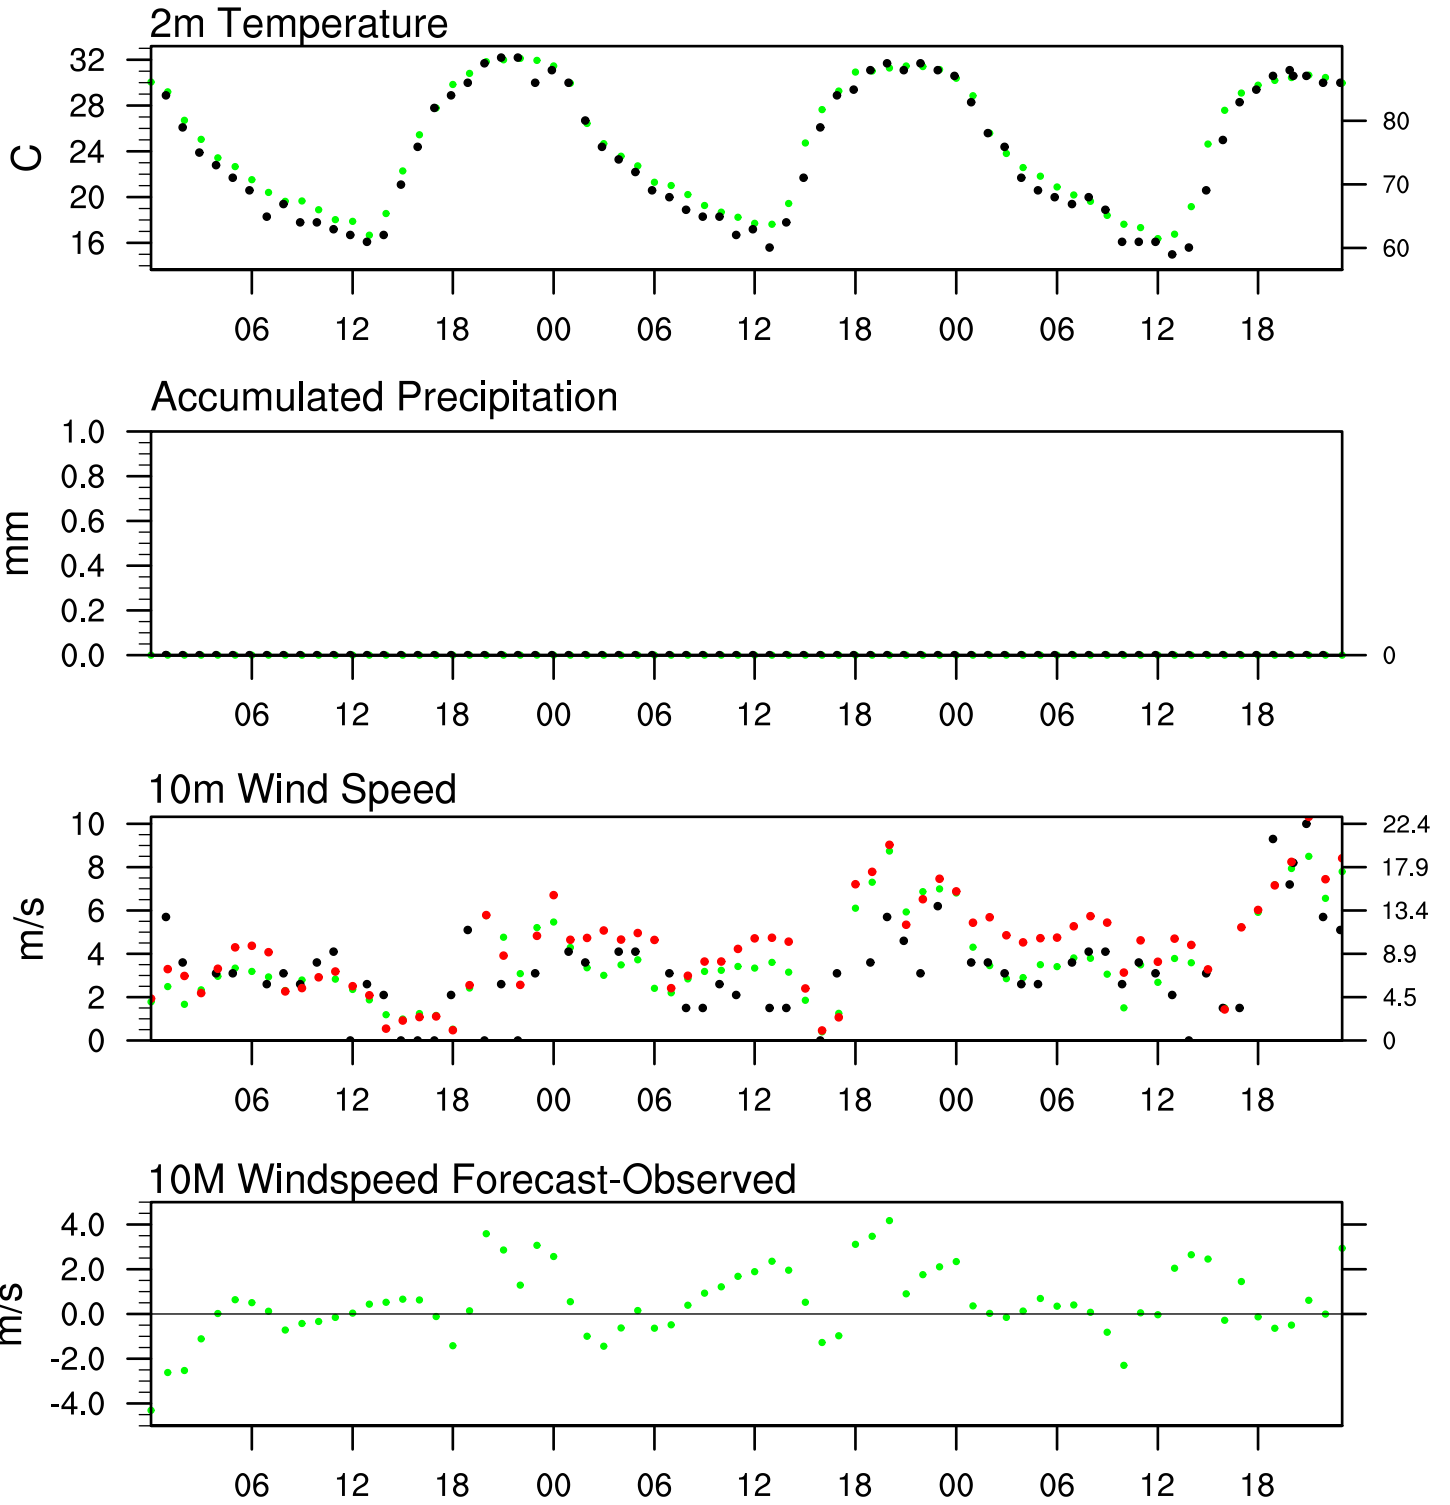 2m Temperature
32
28
24
20
16
C
80
70
60
06 12 18 00 06 12 18 00 06 12 18
Accumulated Precipitation
1.0
0.8
0.6
0.4
0.2
0.0
mm
0
06 12 18 00 06 12 18 00 06 12 18
10m Wind Speed
10
8
6
4
2
0
m/s
22.4
17.9
13.4
8.9
4.5
0
06 12 18 00 06 12 18 00 06 12 18
10M Windspeed Forecast-Observed
4.0
2.0
0.0
-2.0
-4.0
m/s
06 12 18 00 06 12 18 00 06 12 18